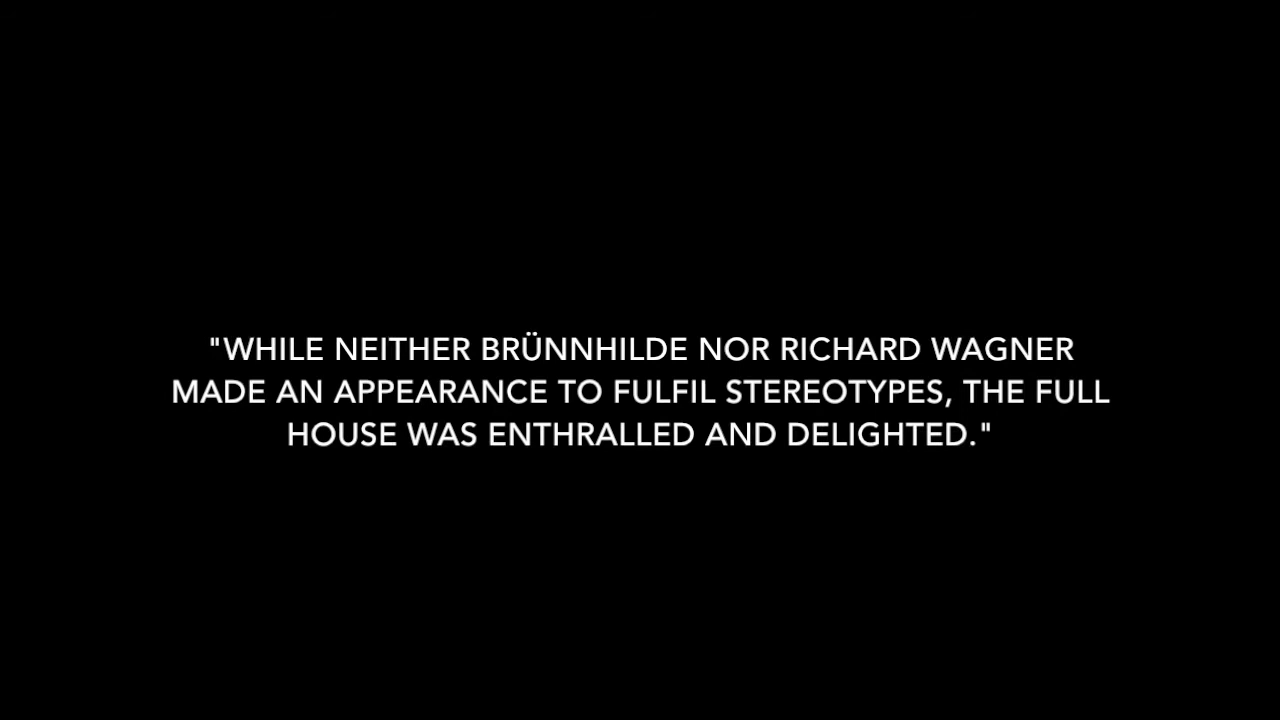 "WHILE NEITHER BRÜNNHILDE NOR RICHARD WAGNER
MADE AN APPEARANCE TO FULFIL STEREOTYPES, THE FULL
HOUSE WAS ENTHRALLED AND DELIGHTED."